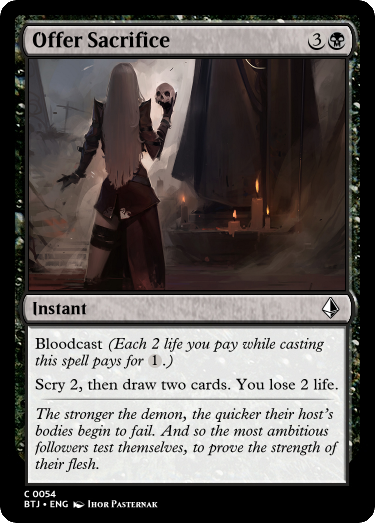 Offer Sacrifice
3
Instant
Bloodcast (Each 2 life you pay while casting
this spell pays for 1.)
Scry 2, then draw two cards. You lose 2 life.
The stronger the demon, the quicker their host's
bodies begin to fail. And so the most ambitious
followers test themselves, to prove the strength of
their flesh.
C 0054
BTJ • ENG Ihor Pasternak